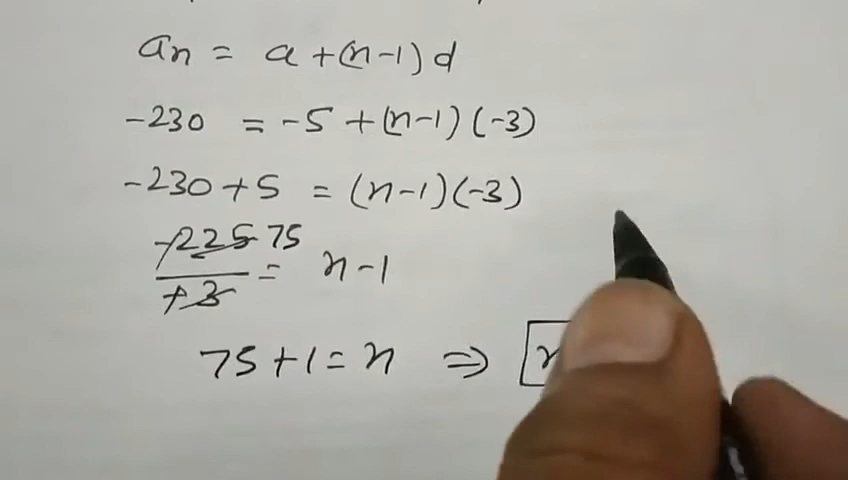 an = a + (n-1) d
-230 = -5 + (n-1) (-3)
-230 + 5 = (n-1) (-3)
-225 75
/ -3 = n-1
75 + 1 = n ⇒ n